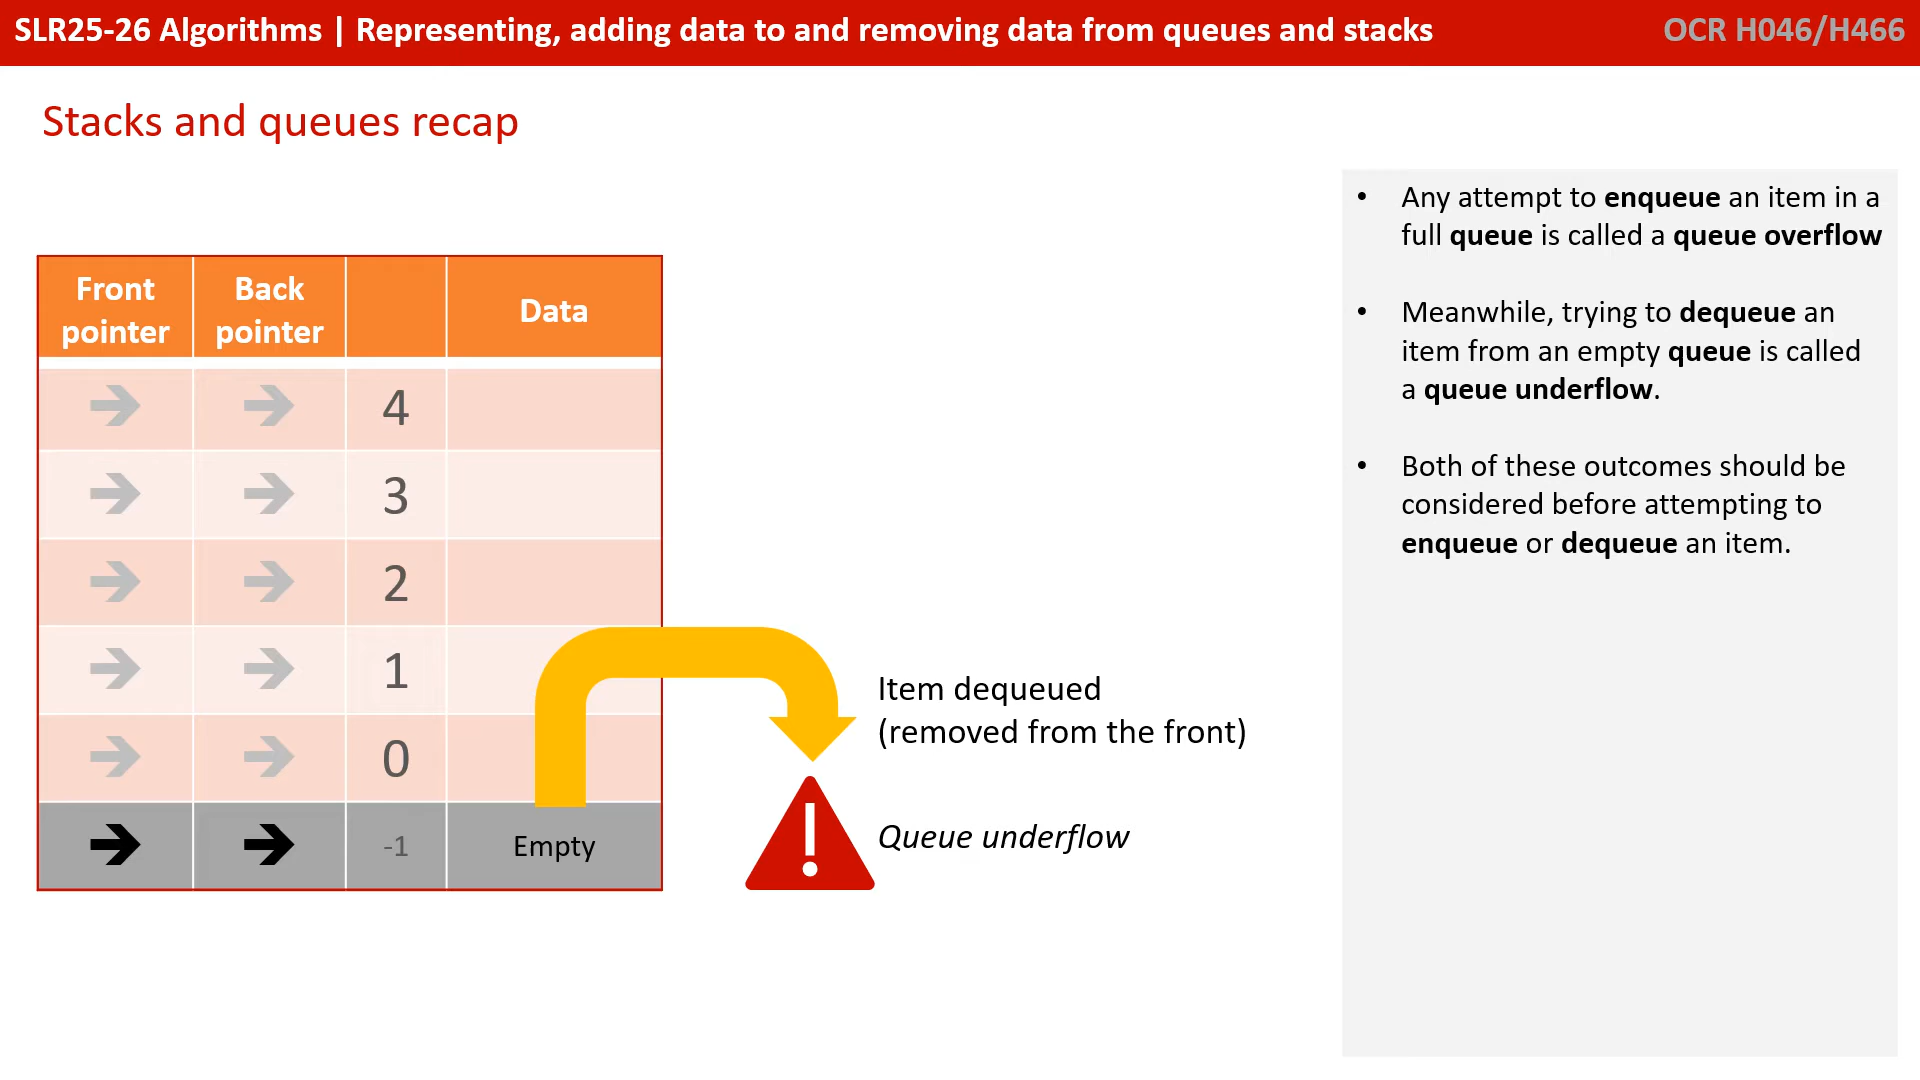 SLR25-26 Algorithms | Representing, adding data to and removing data from queues and stacks
OCR H046/H466
Stacks and queues recap
Front pointer
Back pointer
Data
4
3
2
1
0
-1
Empty
Item dequeued
(removed from the front)
Queue underflow
• Any attempt to enqueue an item in a
full queue is called a queue overflow
• Meanwhile, trying to dequeue an
item from an empty queue is called
a queue underflow.
• Both of these outcomes should be
considered before attempting to
enqueue or dequeue an item.